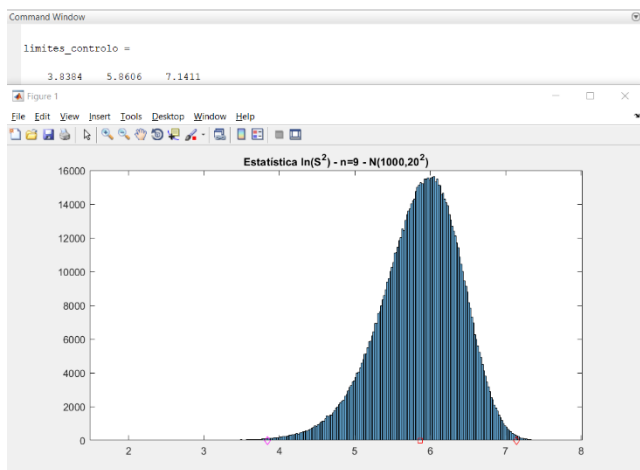 Command Window
limites_controlo =
3.8384 5.8606 7.1411
Figure 1
File Edit View Insert Tools Desktop Window Help
Estatística ln(S²) - n=9 - N(1000,20²)
16000
14000
12000
10000
8000
6000
4000
2000
0
2 3 4 5 6 7 8